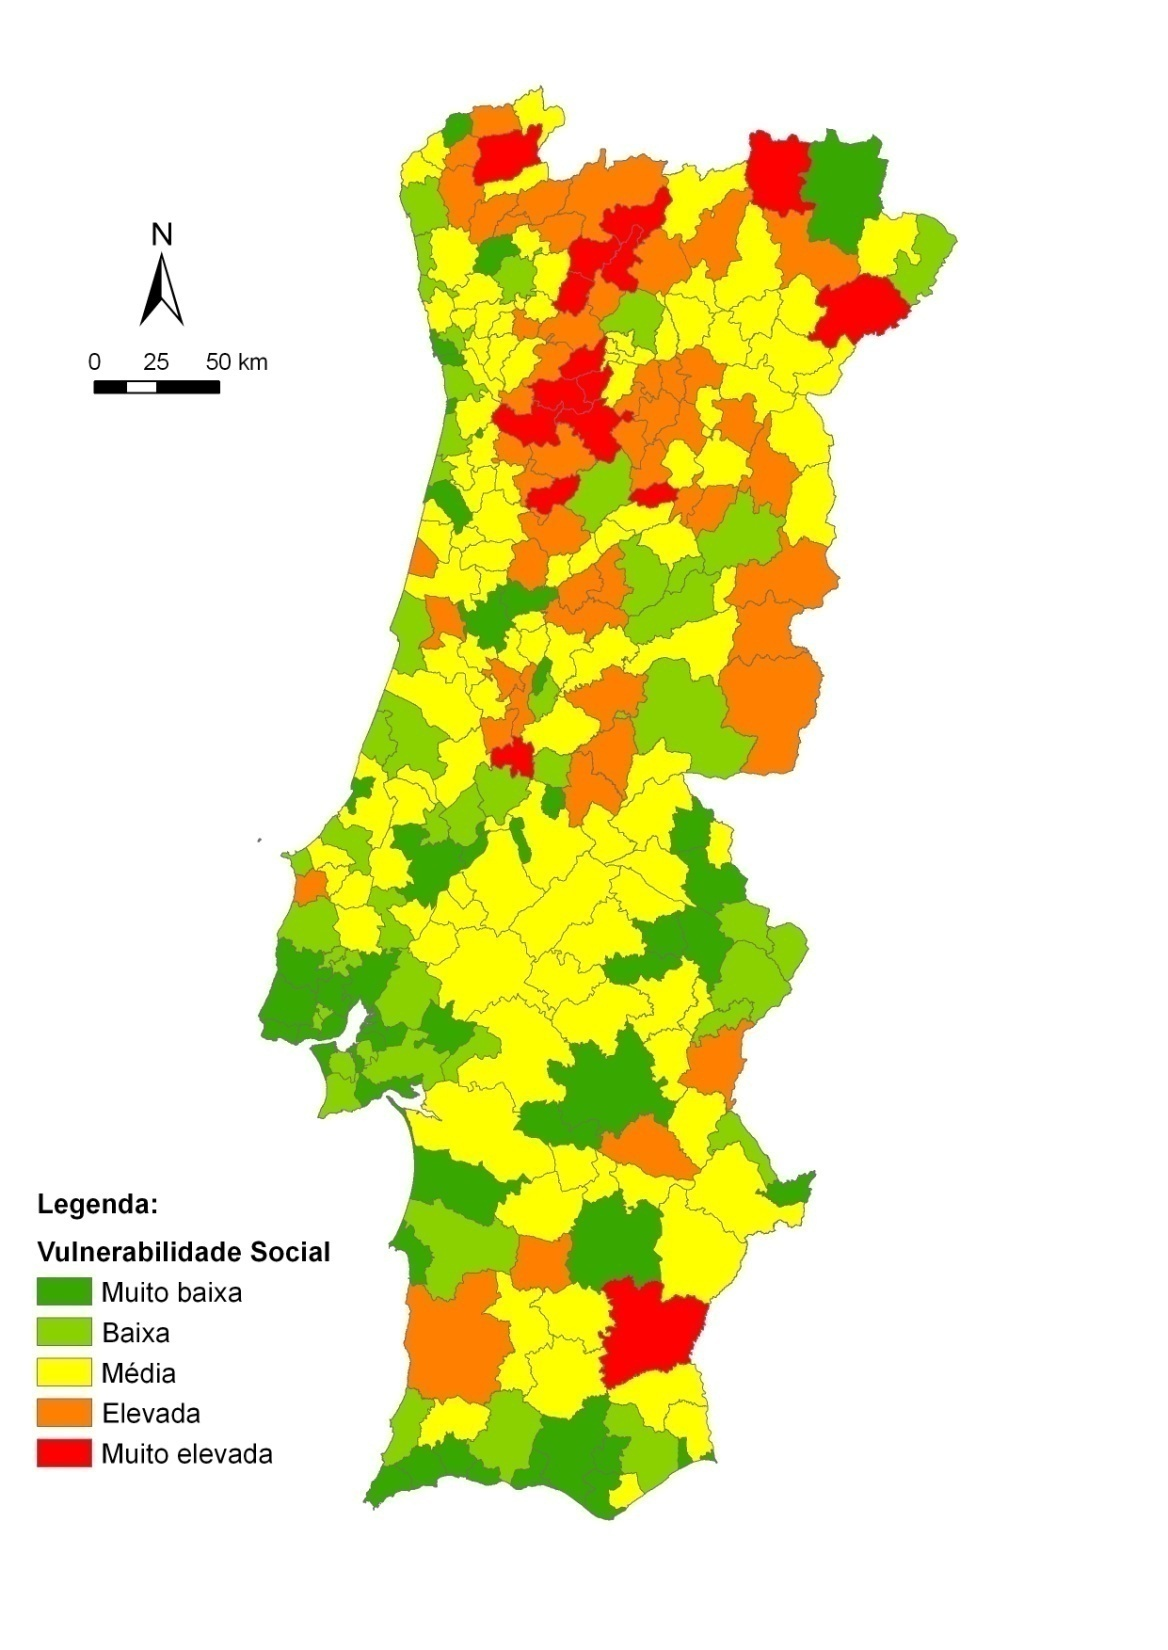 N
0 25 50 km
Legenda:
Vulnerabilidade Social
Muito baixa
Baixa
Média
Elevada
Muito elevada